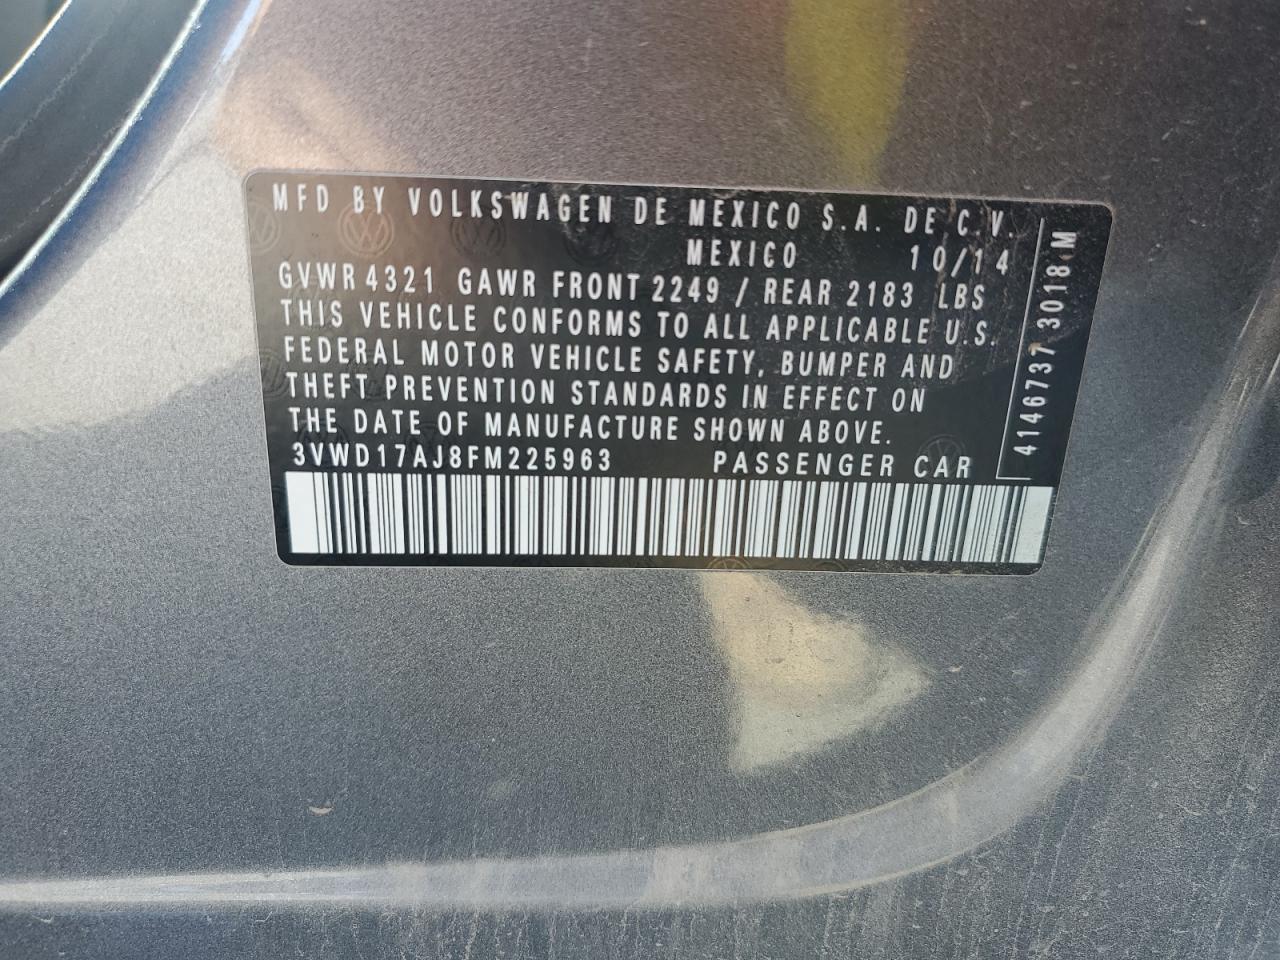 MFD BY VOLKSWAGEN DE MEXICO S.A. DE C.V.
MEXICO 10/14
GVWR 4321 GAWR FRONT 2249 / REAR 2183 LBS
THIS VEHICLE CONFORMS TO ALL APPLICABLE U.S.
FEDERAL MOTOR VEHICLE SAFETY, BUMPER AND
THEFT PREVENTION STANDARDS IN EFFECT ON
THE DATE OF MANUFACTURE SHOWN ABOVE.
3VWD17AJ8FM225963 PASSENGER CAR
4146737 3018 M